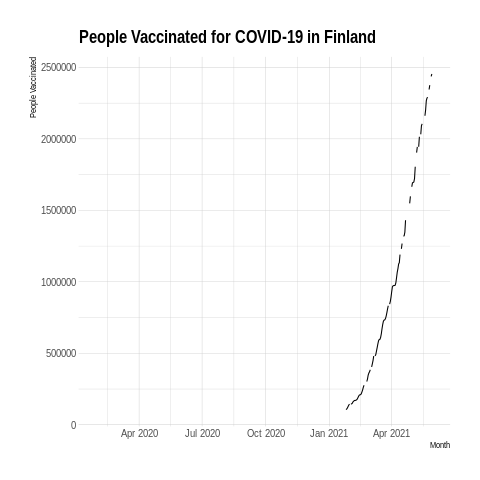 People Vaccinated for COVID-19 in Finland
People Vaccinated
2500000
2000000
1500000
1000000
500000
0
Apr 2020 Jul 2020 Oct 2020 Jan 2021 Apr 2021
Month